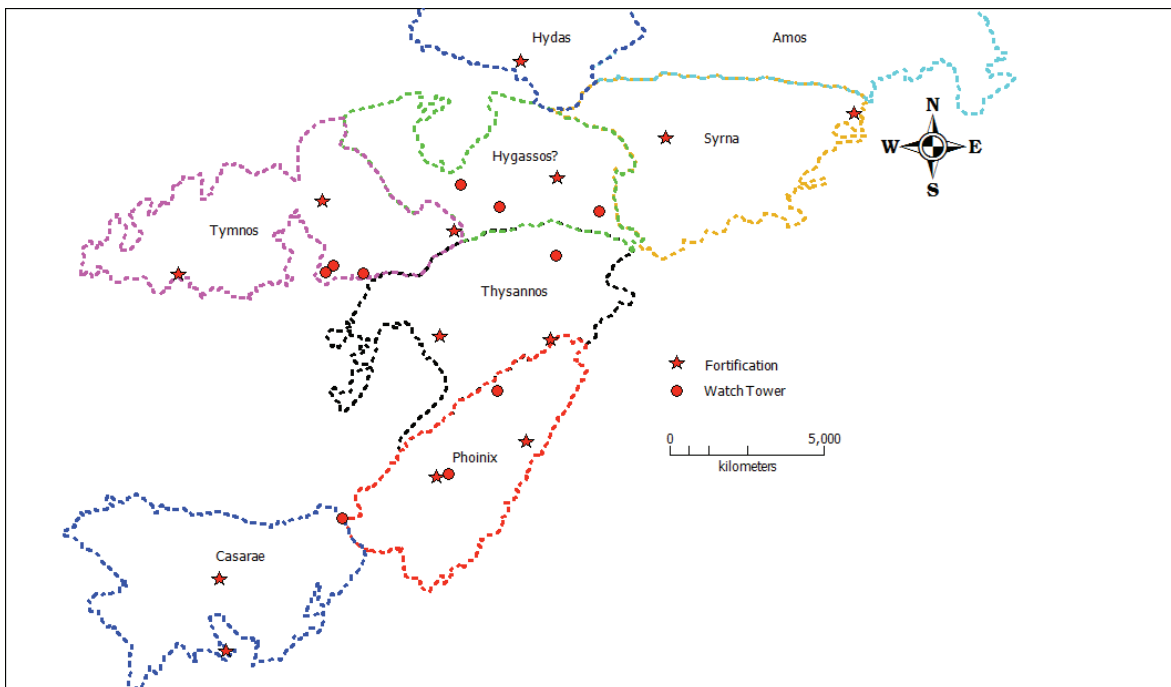 Hydas
Amos
N
Syrna
W
E
Hygassos?
S
Tymnos
Thysannos
Fortification
Watch Tower
0
5,000
kilometers
Phoinix
Casarae